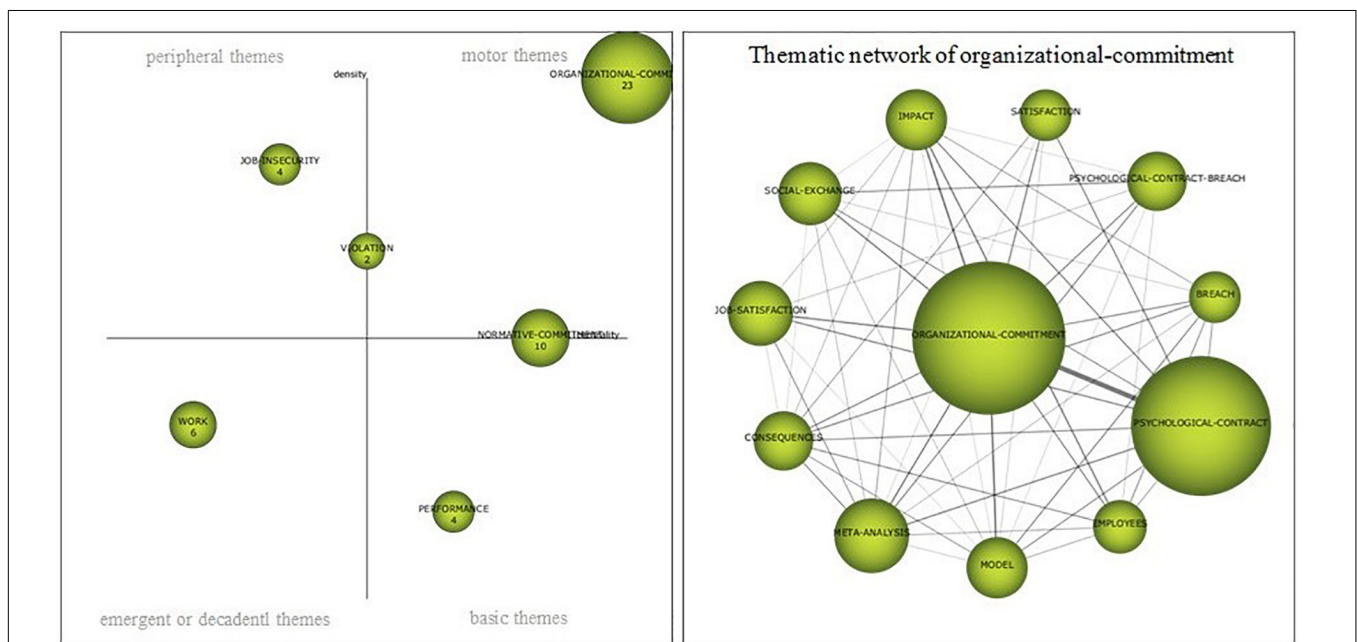 peripheral themes
motor themes
density
ORGANIZATIONAL-COMMI
23
JOB-INSECURITY
4
VIOLATION
2
NORMATIVE-COMMITMENT
10
WORK
6
PERFORMANCE
4
emergent or decadentl themes
basic themes
Thematic network of organizational-commitment
IMPACT
SATISFACTION
PSYCHOLOGICAL-CONTRACT-BREACH
SOCIAL-EXCHANGE
BREACH
JOB-SATISFACTION
ORGANIZATIONAL-COMMITMENT
PSYCHOLOGICAL-CONTRACT
CONSEQUENCES
EMPLOYEES
META-ANALYSIS
MODEL